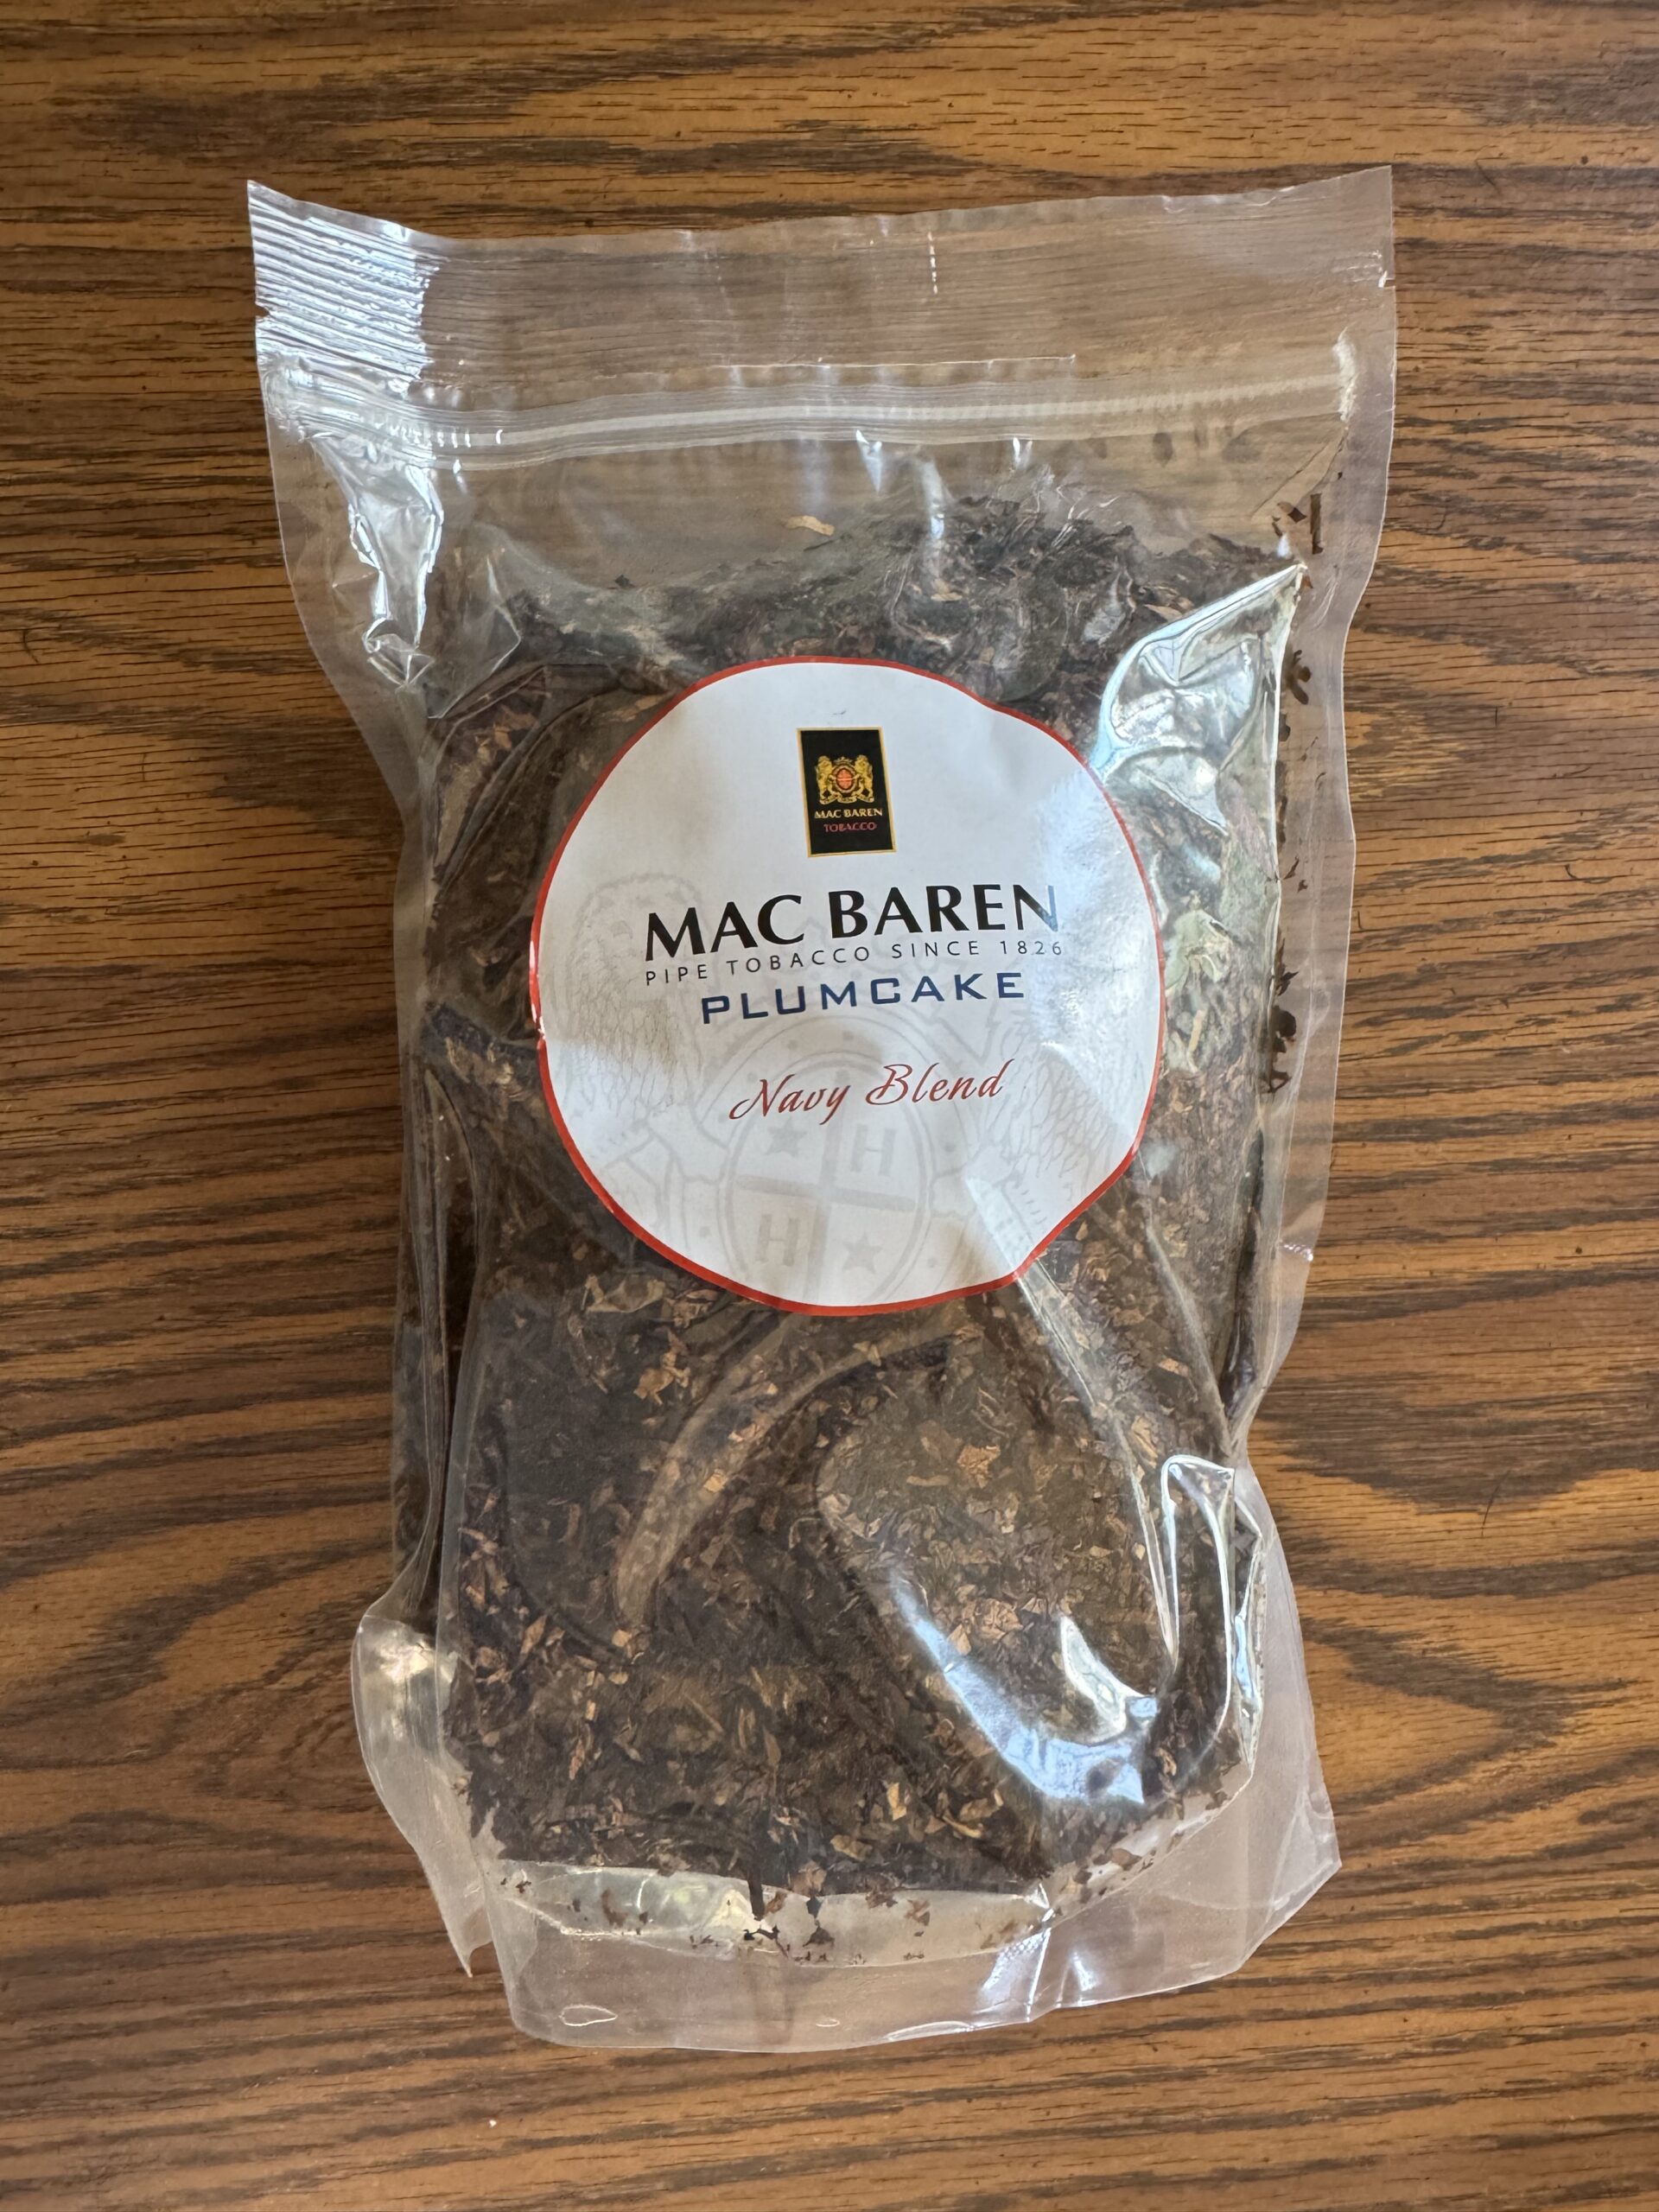 MAC BAREN
TOBACCO
MAC BAREN
PIPE TOBACCO SINCE 1826
PLUMCAKE
Navy Blend
H
H